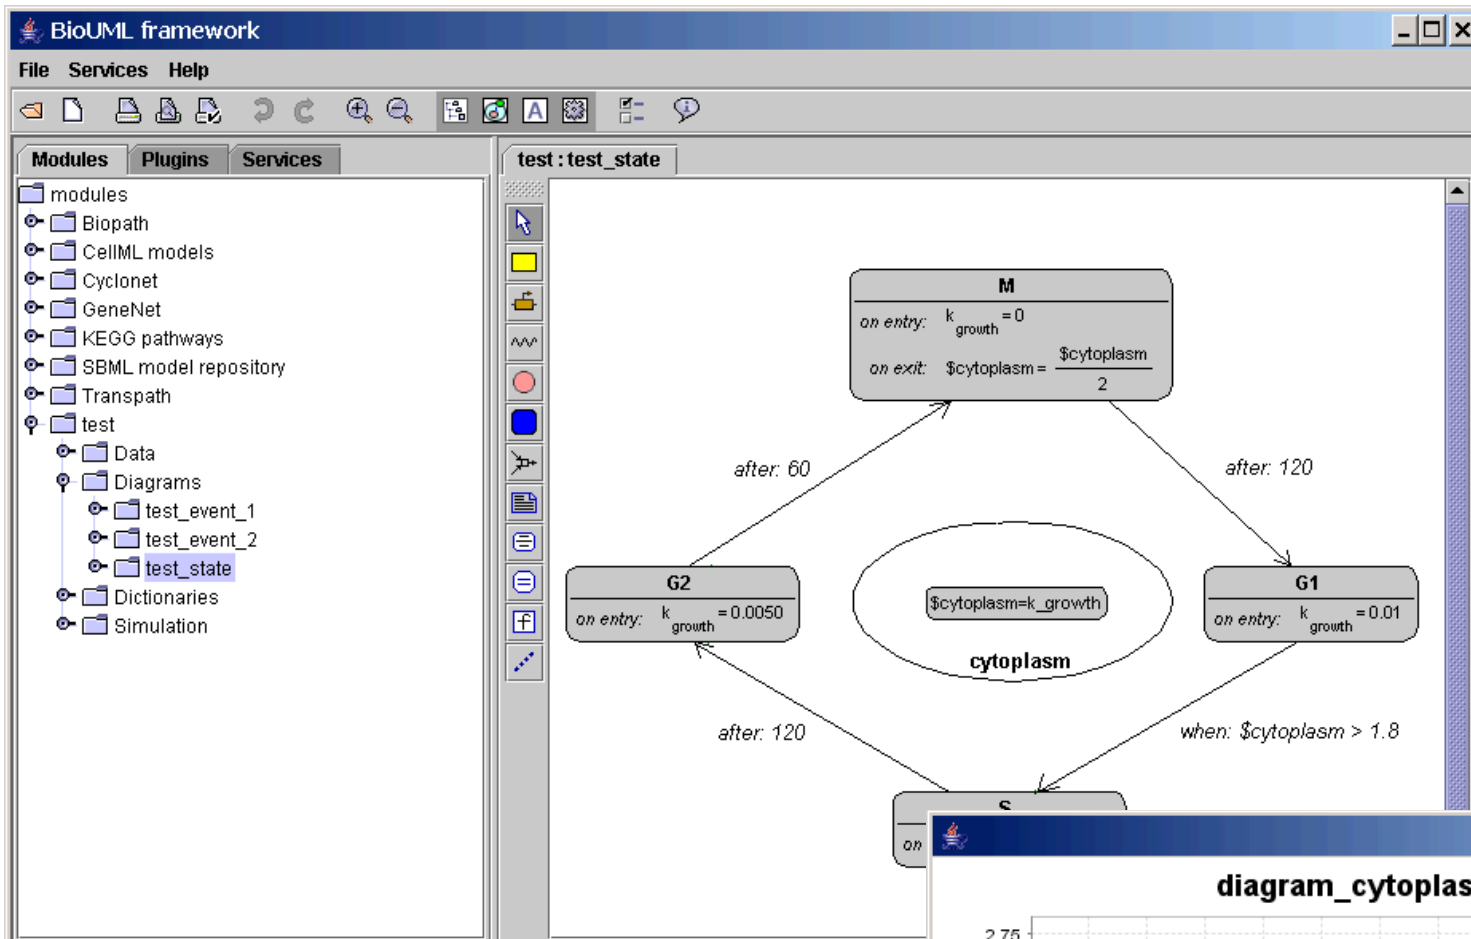 BioUML framework
File Services Help
A
Modules Plugins Services
test:test_state
modules
Biopath
CellML models
Cyclonet
GeneNet
KEGG pathways
SBML model repository
Transpath
test
Data
Diagrams
test_event_1
test_event_2
test_state
Dictionaries
Simulation
M
on entry: k growth = 0
on exit: $cytoplasm = $cytoplasm
2
after: 60
after: 120
G2
on entry: k growth = 0.0050
$cytoplasm=k_growth
cytoplasm
G1
on entry: k growth = 0.01
after: 120
when: $cytoplasm > 1.8
S
on
diagram_cytoplas
2.75